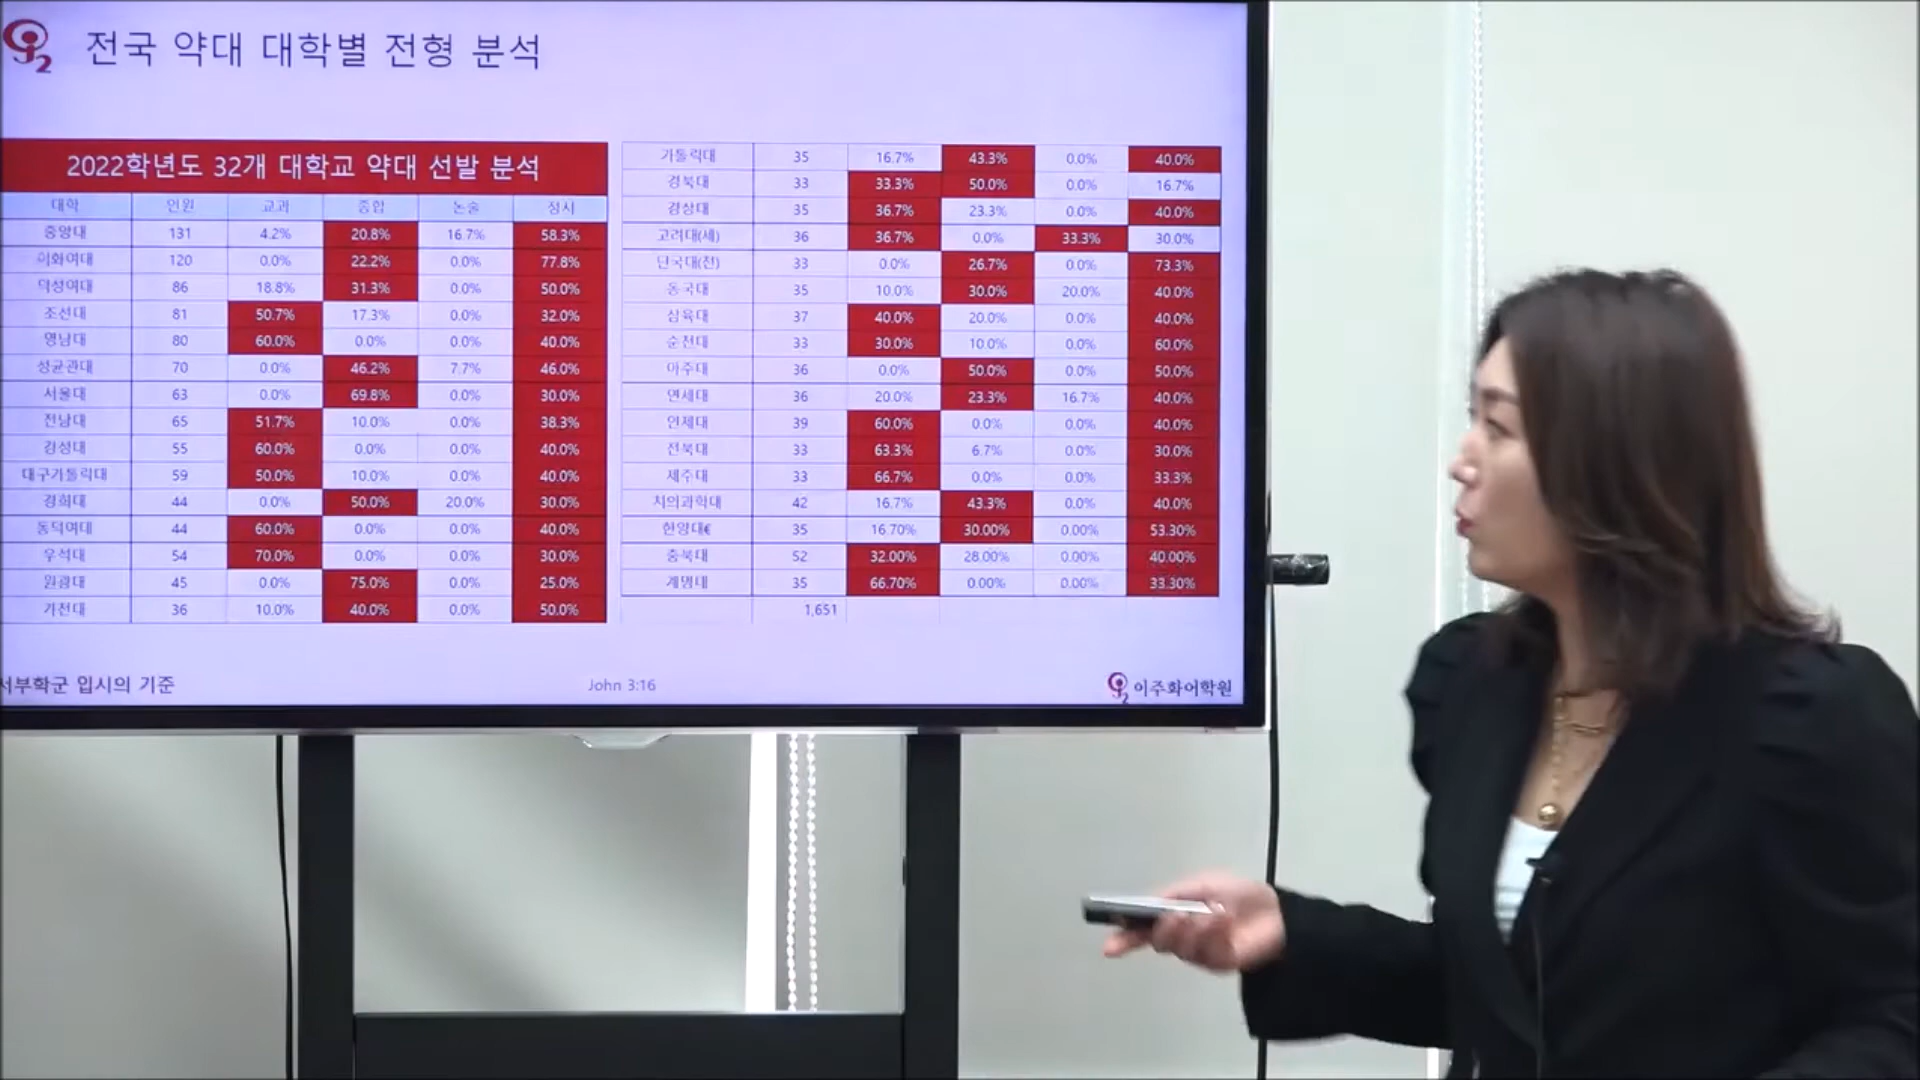 전국 약대 대학별 전형 분석
2022학년도 32개 대학교 약대 선발 분석
대학 인원 교과 종합 논술 정시
중앙대 131 4.2% 20.8% 16.7% 58.3%
이화여대 120 0.0% 22.2% 0.0% 77.8%
덕성여대 86 18.8% 31.3% 0.0% 50.0%
조선대 81 50.7% 17.3% 0.0% 32.0%
영남대 80 60.0% 0.0% 0.0% 40.0%
성균관대 70 0.0% 46.2% 7.7% 46.0%
서울대 63 0.0% 69.8% 0.0% 30.0%
전남대 65 51.7% 10.0% 0.0% 38.3%
경성대 55 60.0% 0.0% 0.0% 40.0%
대구가톨릭대 59 50.0% 10.0% 0.0% 40.0%
경희대 44 0.0% 50.0% 20.0% 30.0%
동덕여대 44 60.0% 0.0% 0.0% 40.0%
우석대 54 70.0% 0.0% 0.0% 30.0%
원광대 45 0.0% 75.0% 0.0% 25.0%
가천대 36 10.0% 40.0% 0.0% 50.0%
가톨릭대 35 16.7% 43.3% 0.0% 40.0%
경북대 33 33.3% 50.0% 0.0% 16.7%
경상대 35 36.7% 23.3% 0.0% 40.0%
고려대(세) 36 36.7% 0.0% 33.3% 30.0%
단국대(천) 33 0.0% 26.7% 0.0% 73.3%
동국대 35 10.0% 30.0% 20.0% 40.0%
삼육대 37 40.0% 20.0% 0.0% 40.0%
순천대 33 30.0% 10.0% 0.0% 60.0%
아주대 36 0.0% 50.0% 0.0% 50.0%
연세대 36 20.0% 23.3% 16.7% 40.0%
인제대 39 60.0% 0.0% 0.0% 40.0%
전북대 33 63.3% 6.7% 0.0% 30.0%
제주대 33 66.7% 0.0% 0.0% 33.3%
차의과학대 42 16.7% 43.3% 0.0% 40.0%
한양대€ 35 16.70% 30.00% 0.00% 53.30%
충북대 52 32.00% 28.00% 0.00% 40.00%
계명대 35 66.70% 0.00% 0.00% 33.30%
1,651
서부학군 입시의 기준
John 3:16
이주화어학원